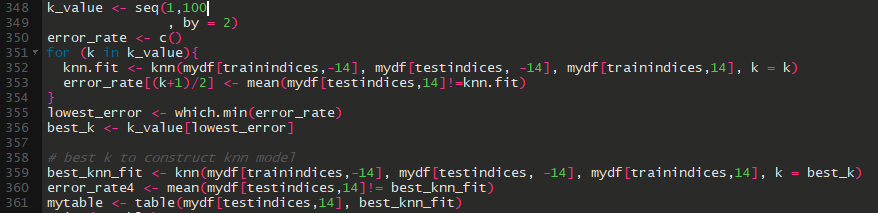 348 k_value <- seq(1,100
349                 , by = 2)
350 error_rate <- c()
351 for (k in k_value){
352   knn.fit <- knn(mydf[trainindices,-14], mydf[testindices, -14], mydf[trainindices,14], k = k)
353   error_rate[(k+1)/2] <- mean(mydf[testindices,14]!=knn.fit)
354 }
355 lowest_error <- which.min(error_rate)
356 best_k <- k_value[lowest_error]
357
358 # best k to construct knn model
359 best_knn_fit <- knn(mydf[trainindices,-14], mydf[testindices, -14], mydf[trainindices,14], k = best_k)
360 error_rate4 <- mean(mydf[testindices,14]!= best_knn_fit)
361 mytable <- table(mydf[testindices,14], best_knn_fit)